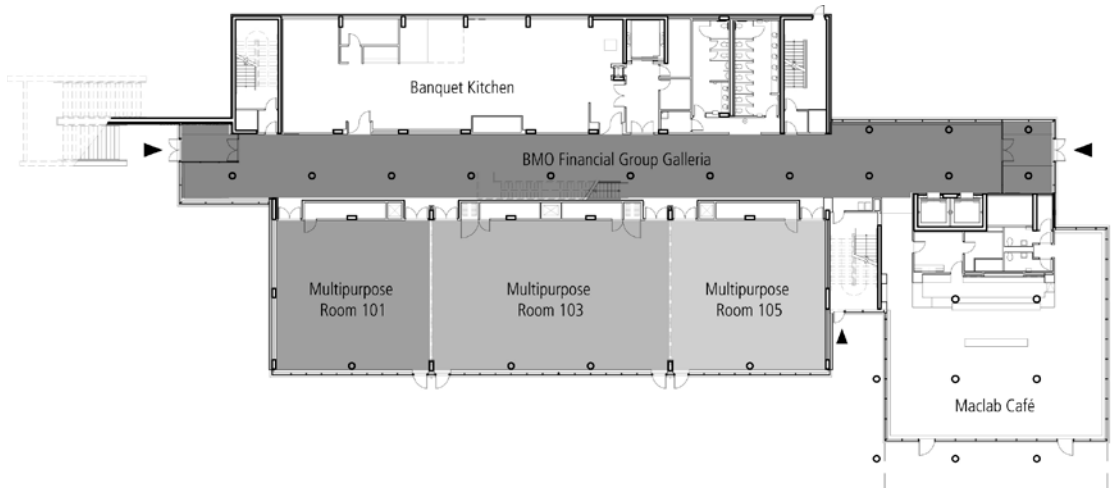 Banquet Kitchen
BMO Financial Group Galleria
Multipurpose
Room 101
Multipurpose
Room 103
Multipurpose
Room 105
Maclab Café